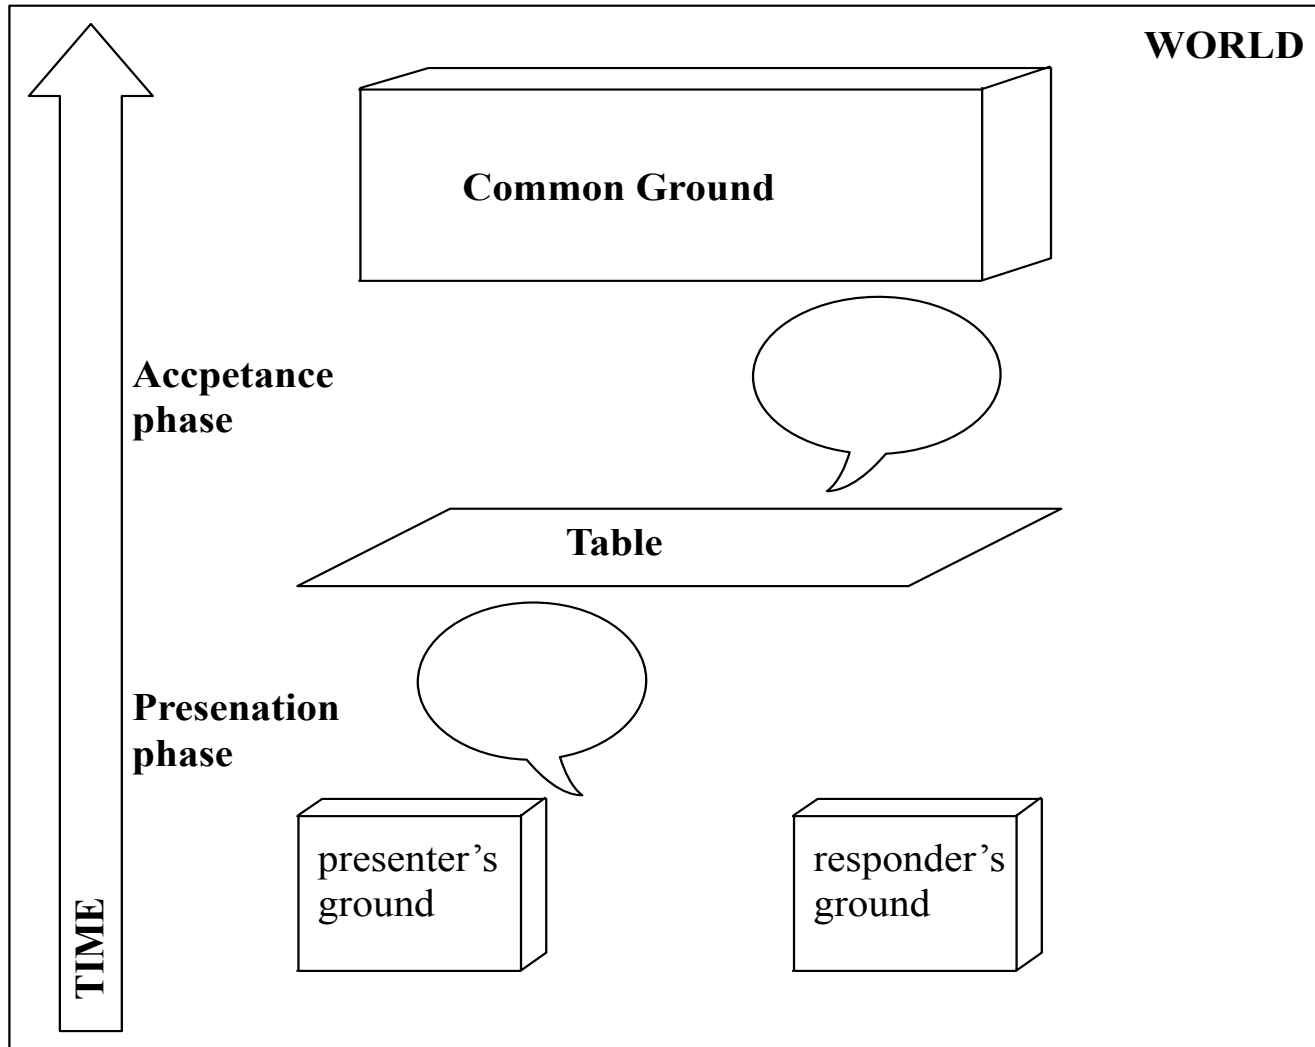 WORLD
Common Ground
Accpetance
phase
Table
Presenation
phase
presenter’s
ground
responder’s
ground
TIME